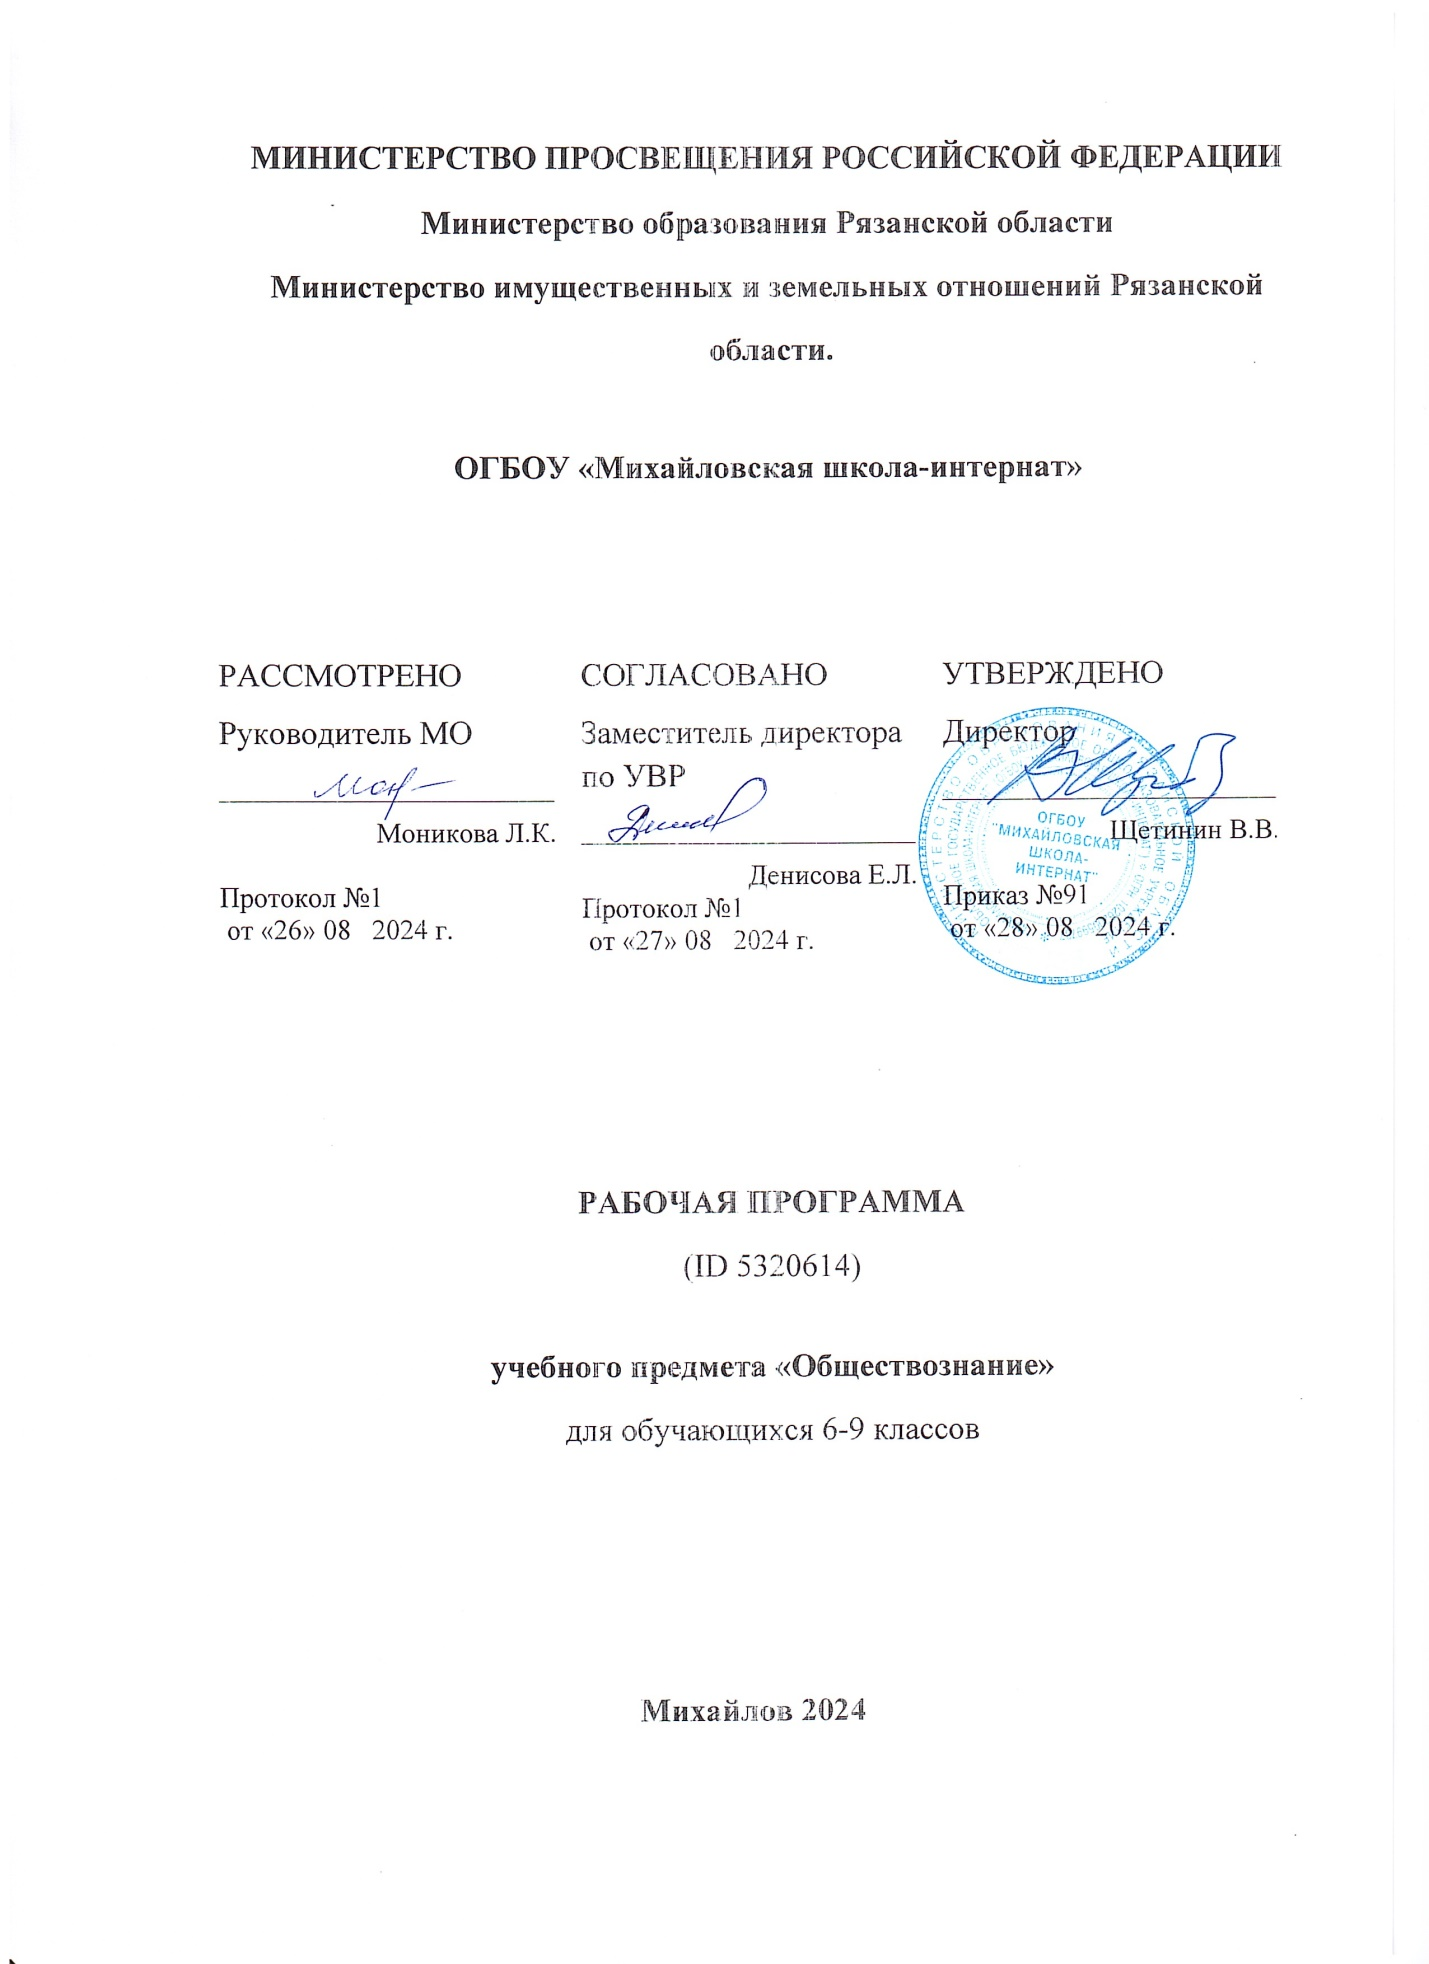 МИНИСТЕРСТВО ПРОСВЕЩЕНИЯ РОССИЙСКОЙ ФЕДЕРАЦИИ
Министерство образования Рязанской области
Министерство имущественных и земельных отношений Рязанской
области.
ОГБОУ «Михайловская школа-интернат»
РАССМОТРЕНО
Руководитель МО
Моникова Л.К.
Протокол №1
от «26» 08 2024 г.
СОГЛАСОВАНО
Заместитель директора
по УВР
Денисова Е.Л.
Протокол №1
от «27» 08 2024 г.
УТВЕРЖДЕНО
Директор
Щетинин В.В.
Приказ №91
от «28» 08 2024 г.
ОГБОУ
"МИХАЙЛОВСКАЯ
ШКОЛА-
ИНТЕРНАТ"
РАБОЧАЯ ПРОГРАММА
(ID 5320614)
учебного предмета «Обществознание»
для обучающихся 6-9 классов
Михайлов 2024